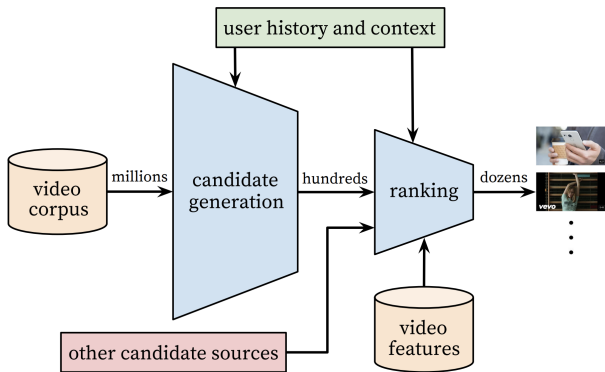 user history and context
video
corpus
millions
candidate
generation
hundreds
ranking
dozens
vevo
other candidate sources
video
features